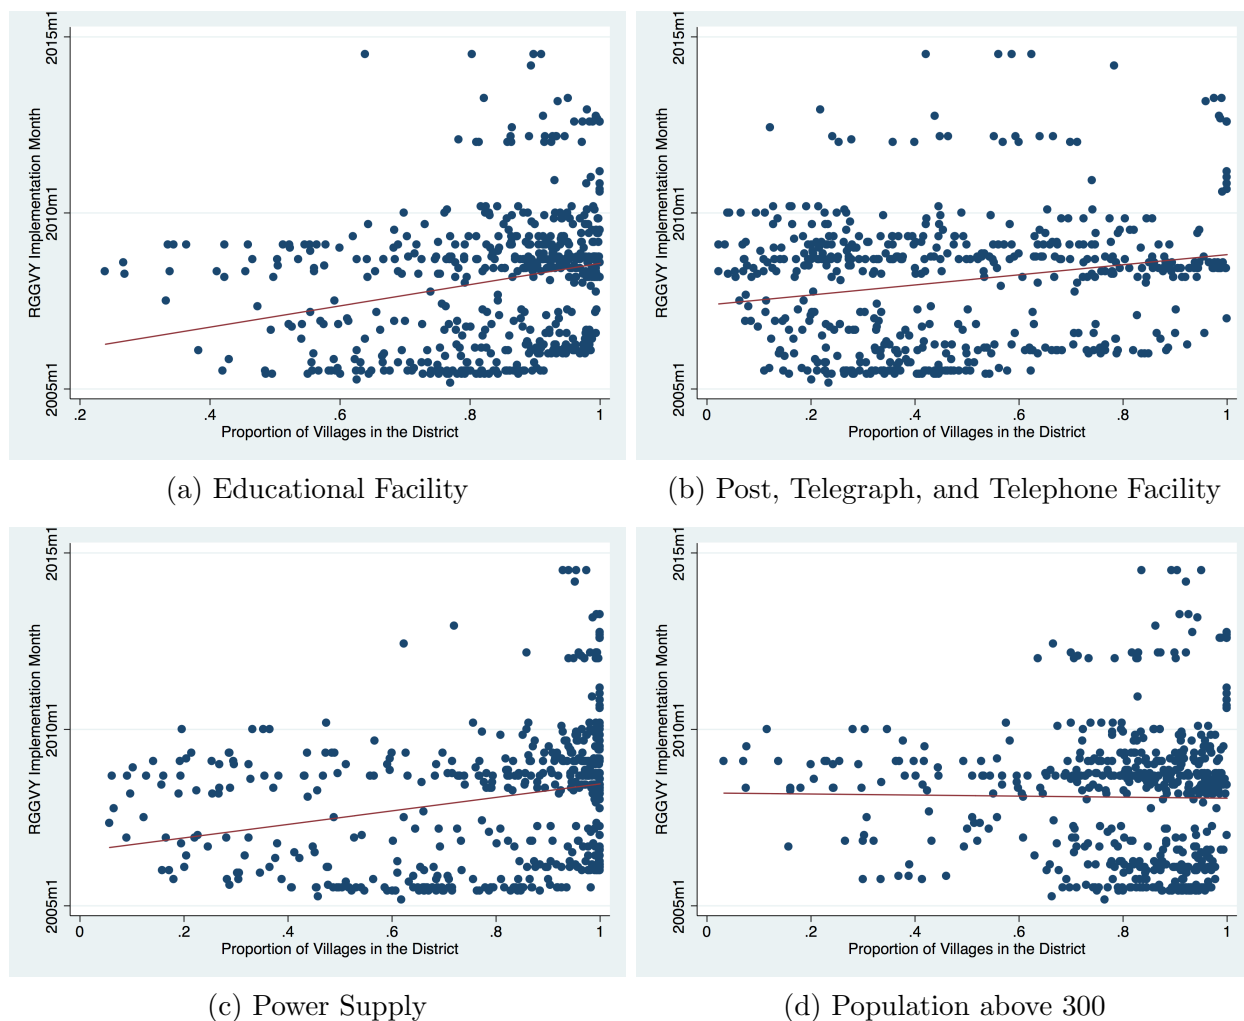 RGGVY Implementation Month
2015m1
2010m1
2005m1
.2 .4 .6 .8 1
Proportion of Villages in the District
(a) Educational Facility
RGGVY Implementation Month
2015m1
2010m1
2005m1
0 .2 .4 .6 .8 1
Proportion of Villages in the District
(b) Post, Telegraph, and Telephone Facility
RGGVY Implementation Month
2015m1
2010m1
2005m1
0 .2 .4 .6 .8 1
Proportion of Villages in the District
(c) Power Supply
RGGVY Implementation Month
2015m1
2010m1
2005m1
0 .2 .4 .6 .8 1
Proportion of Villages in the District
(d) Population above 300